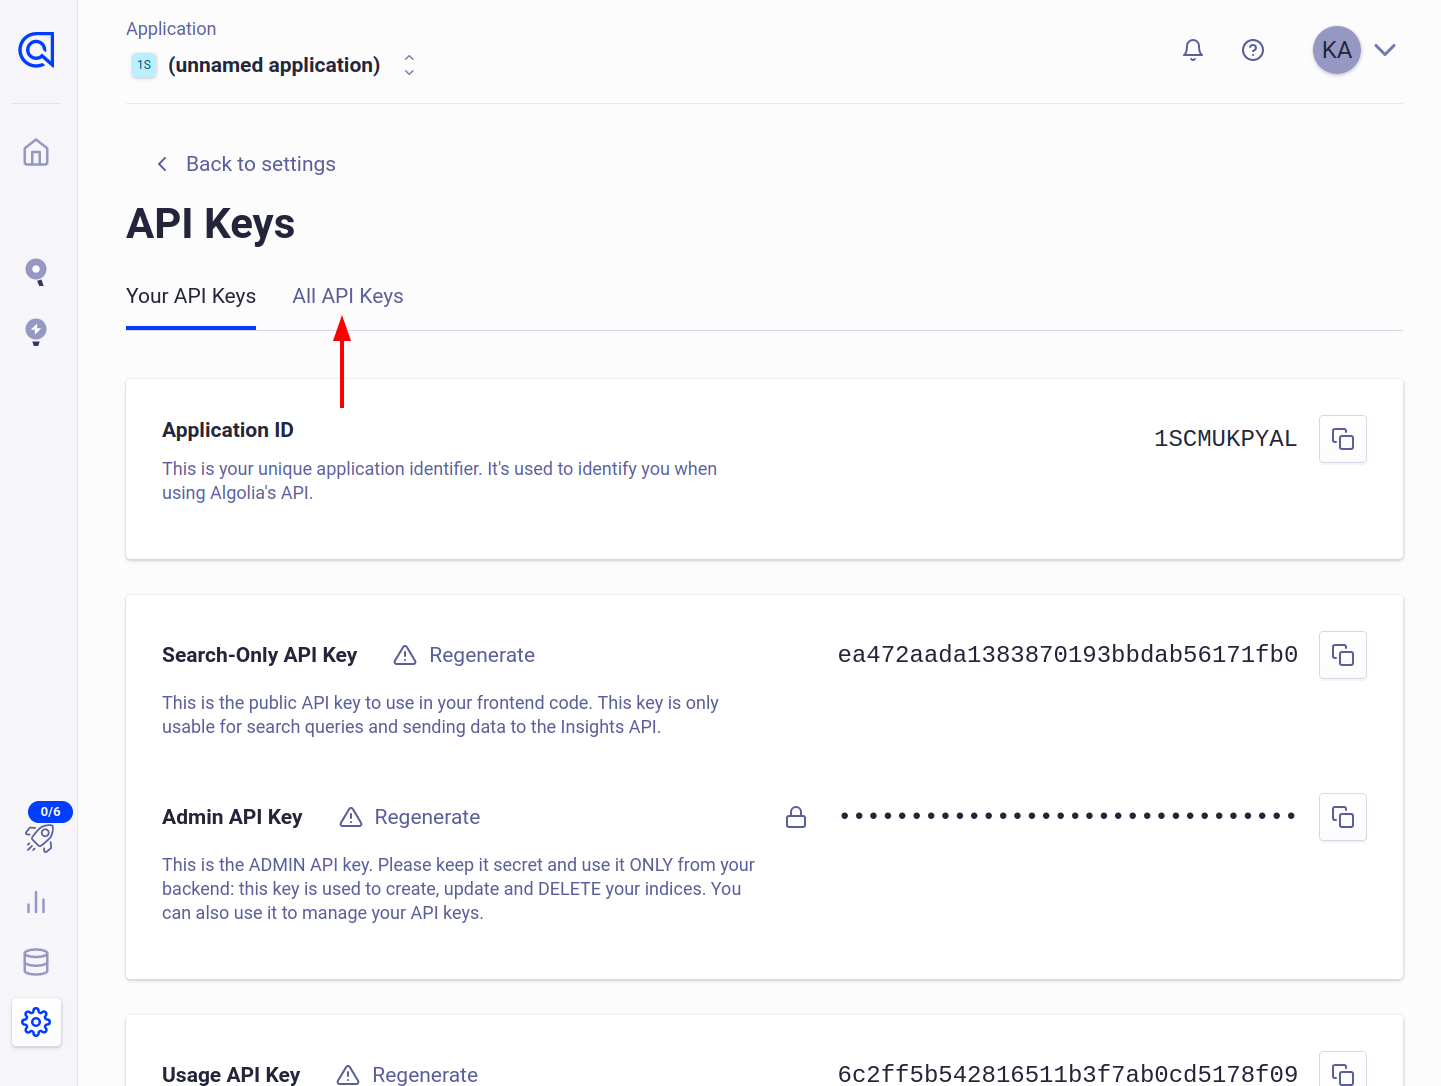 Application
1S (unnamed application)
KA
Back to settings
API Keys
Your API Keys All API Keys
Application ID
1SCMUKPYAL
This is your unique application identifier. It's used to identify you when
using Algolia's API.
Search-Only API Key Regenerate
ea472aada1383870193bbdab56171fb0
This is the public API key to use in your frontend code. This key is only
usable for search queries and sending data to the Insights API.
0/6
Admin API Key Regenerate
••••••••••••••••••••••••••••••••
This is the ADMIN API key. Please keep it secret and use it ONLY from your
backend: this key is used to create, update and DELETE your indices. You
can also use it to manage your API keys.
Usage API Key Regenerate
6c2ff5b542816511b3f7ab0cd5178f09